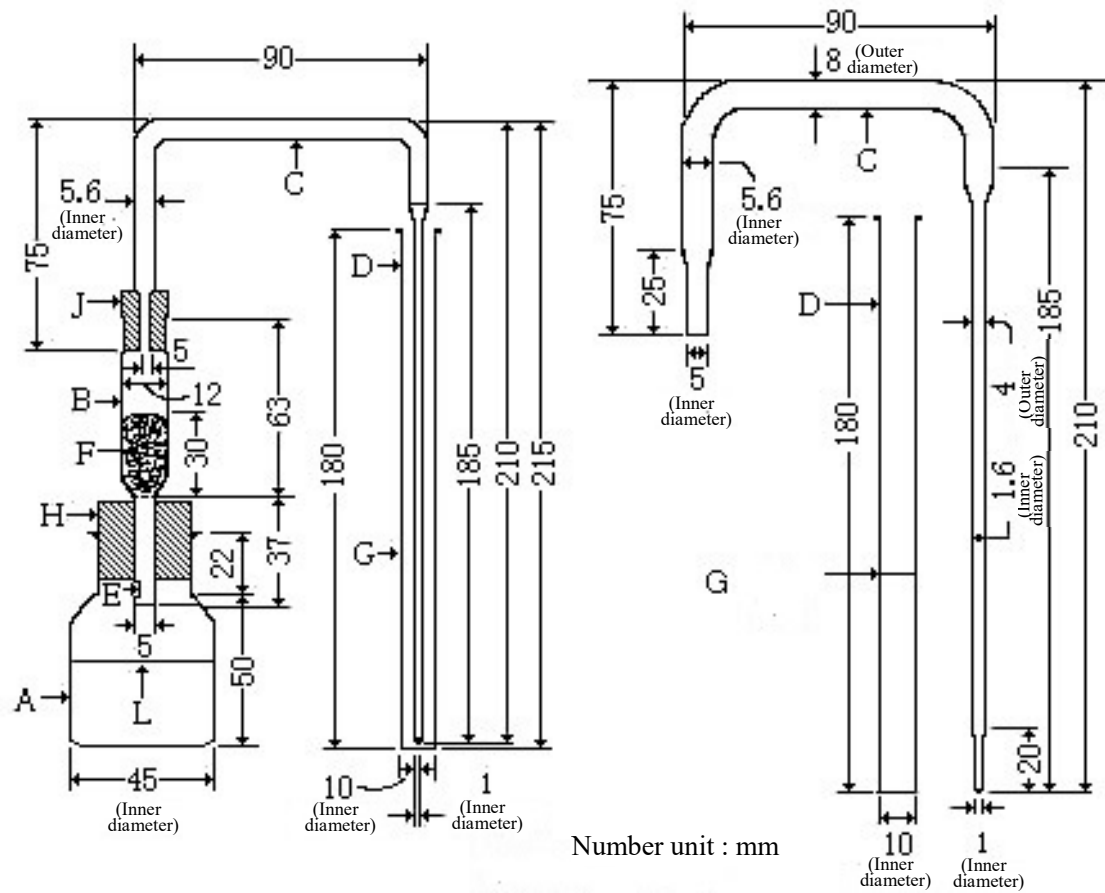 90
C
5.6
(Inner
diameter)
75
J
5
12
B
F
30
63
H
E
22
37
5
50
A
L
45
(Inner
diameter)
D
G
180
185
210
215
10
(Inner
diameter)
1
(Inner
diameter)
90
8
(Outer
diameter)
C
5.6
(Inner
diameter)
75
25
5
(Inner
diameter)
D
G
180
4
(Outer
diameter)
1.6
(Inner
diameter)
185
210
20
10
(Inner
diameter)
1
(Inner
diameter)
Number unit : mm